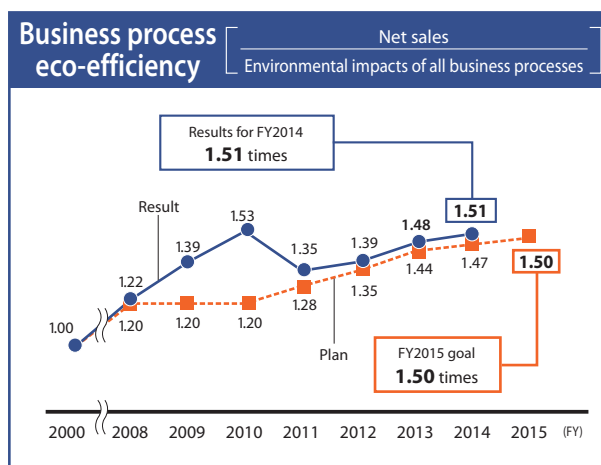 Business process
eco-efficiency
Net sales
Environmental impacts of all business processes
Results for FY2014
1.51 times
Result
1.00
1.22
1.39
1.53
1.35
1.39
1.48
1.51
1.20
1.20
1.20
1.28
1.35
1.44
1.47
1.50
Plan
FY2015 goal
1.50 times
2000 2008 2009 2010 2011 2012 2013 2014 2015 (FY)